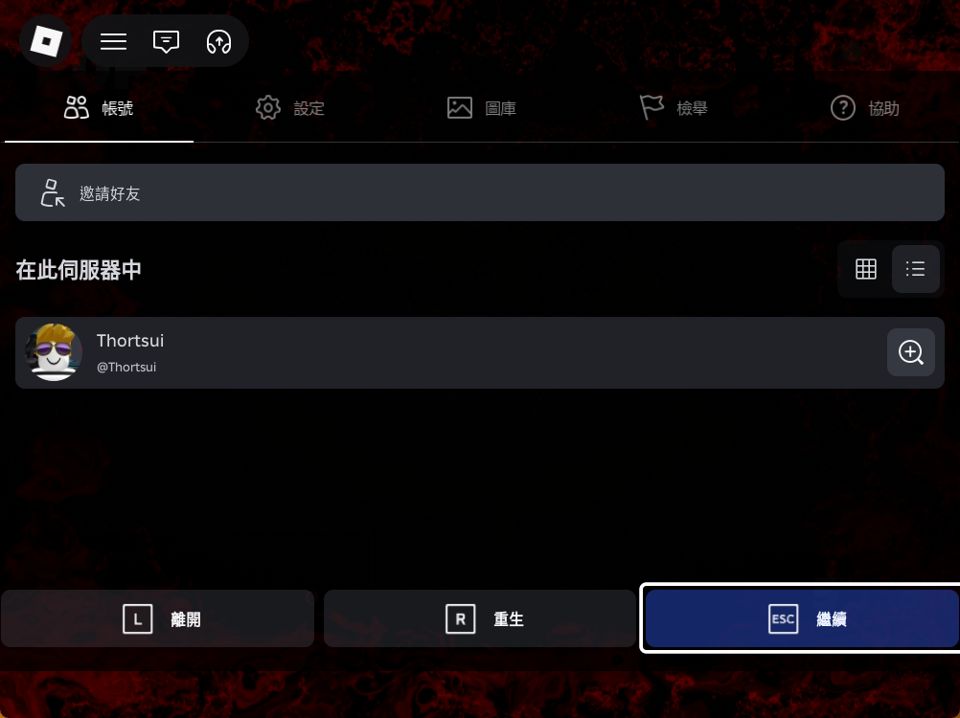 帳號
設定
圖庫
檢舉
協助
邀請好友
在此伺服器中
Thortsui
@Thortsui
L 離開
R 重生
ESC 繼續